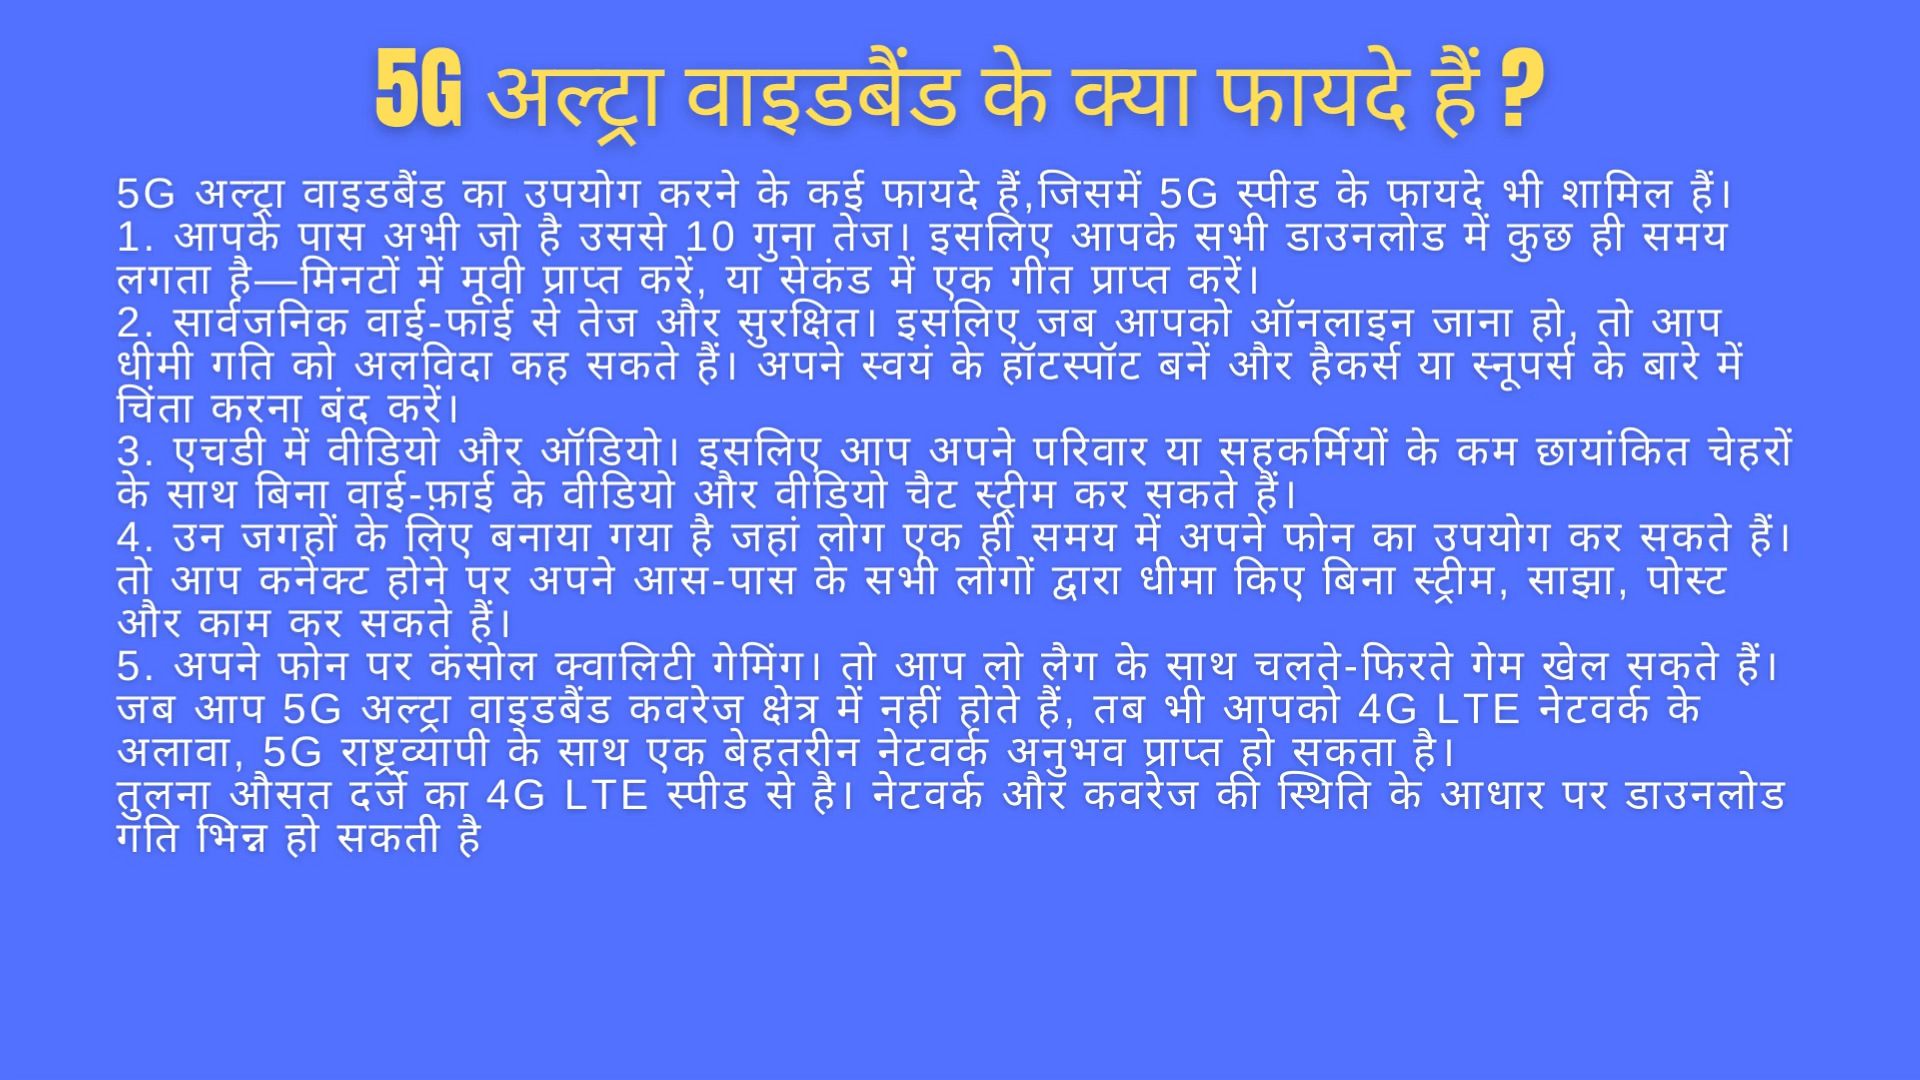 5G अल्ट्रा वाइडबैंड के क्या फायदे हैं ?
5G अल्ट्रा वाइडबैंड का उपयोग करने के कई फायदे हैं,जिसमें 5G स्पीड के फायदे भी शामिल हैं।
1. आपके पास अभी जो है उससे 10 गुना तेज। इसलिए आपके सभी डाउनलोड में कुछ ही समय
लगता है—मिनटों में मूवी प्राप्त करें, या सेकंड में एक गीत प्राप्त करें।
2. सार्वजनिक वाई-फाई से तेज और सुरक्षित। इसलिए जब आपको ऑनलाइन जाना हो, तो आप
धीमी गति को अलविदा कह सकते हैं। अपने स्वयं के हॉटस्पॉट बनें और हैकर्स या स्नूपर्स के बारे में
चिंता करना बंद करें।
3. एचडी में वीडियो और ऑडियो। इसलिए आप अपने परिवार या सहकर्मियों के कम छायांकित चेहरों
के साथ बिना वाई-फ़ाई के वीडियो और वीडियो चैट स्ट्रीम कर सकते हैं।
4. उन जगहों के लिए बनाया गया है जहां लोग एक ही समय में अपने फोन का उपयोग कर सकते हैं।
तो आप कनेक्ट होने पर अपने आस-पास के सभी लोगों द्वारा धीमा किए बिना स्ट्रीम, साझा, पोस्ट
और काम कर सकते हैं।
5. अपने फोन पर कंसोल क्वालिटी गेमिंग। तो आप लो लैग के साथ चलते-फिरते गेम खेल सकते हैं।
जब आप 5G अल्ट्रा वाइडबैंड कवरेज क्षेत्र में नहीं होते हैं, तब भी आपको 4G LTE नेटवर्क के
अलावा, 5G राष्ट्रव्यापी के साथ एक बेहतरीन नेटवर्क अनुभव प्राप्त हो सकता है।
तुलना औसत दर्जे का 4G LTE स्पीड से है। नेटवर्क और कवरेज की स्थिति के आधार पर डाउनलोड
गति भिन्न हो सकती है